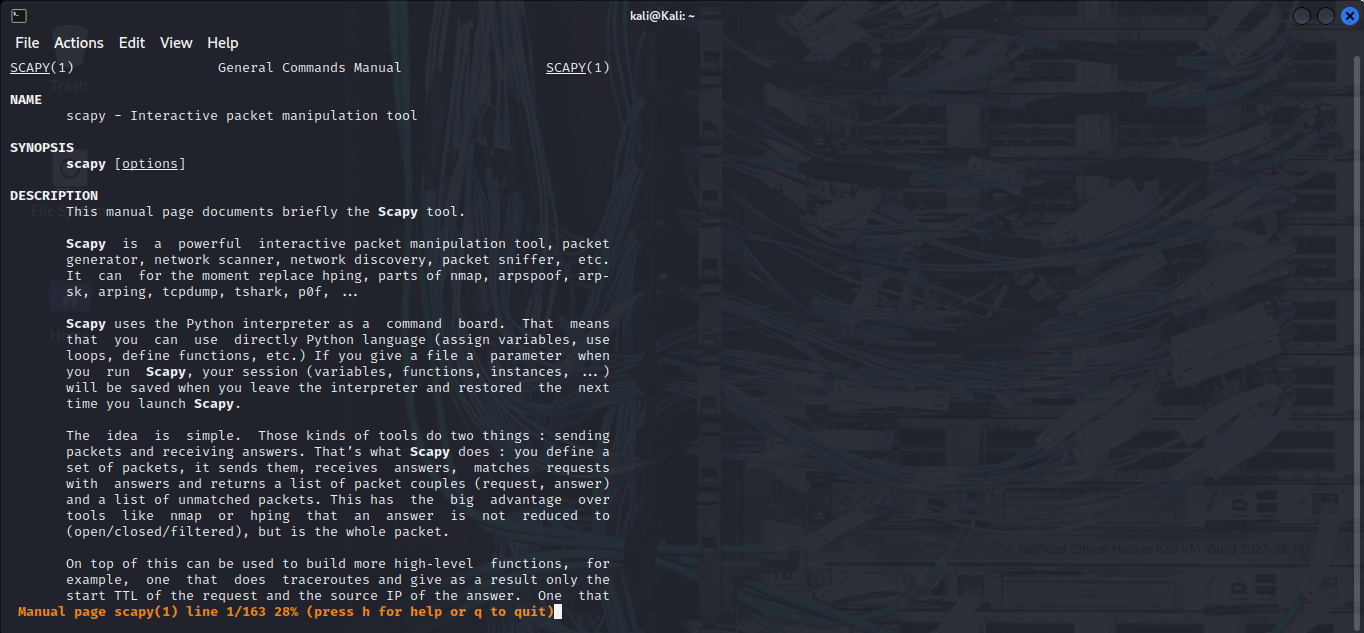 kali@Kali: ~
File Actions Edit View Help
SCAPY(1) General Commands Manual SCAPY(1)
NAME
scapy - Interactive packet manipulation tool
SYNOPSIS
scapy [options]
DESCRIPTION
This manual page documents briefly the Scapy tool.
Scapy is a powerful interactive packet manipulation tool, packet
generator, network scanner, network discovery, packet sniffer, etc.
It can for the moment replace hping, parts of nmap, arpspoof, arp-
sk, arping, tcpdump, tshark, p0f, ...
Scapy uses the Python interpreter as a command board. That means
that you can use directly Python language (assign variables, use
loops, define functions, etc.) If you give a file a parameter when
you run Scapy, your session (variables, functions, instances, ...)
will be saved when you leave the interpreter and restored the next
time you launch Scapy.
The idea is simple. Those kinds of tools do two things : sending
packets and receiving answers. That's what Scapy does : you define a
set of packets, it sends them, receives answers, matches requests
with answers and returns a list of packet couples (request, answer)
and a list of unmatched packets. This has the big advantage over
tools like nmap or hping that an answer is not reduced to
(open/closed/filtered), but is the whole packet.
On top of this can be used to build more high-level functions, for
example, one that does traceroutes and give as a result only the
start TTL of the request and the source IP of the answer. One that
Manual page scapy(1) line 1/163 28% (press h for help or q to quit)
Trash
NetAcad Ethical Hacker Kali VM (Build 2023-08-14)